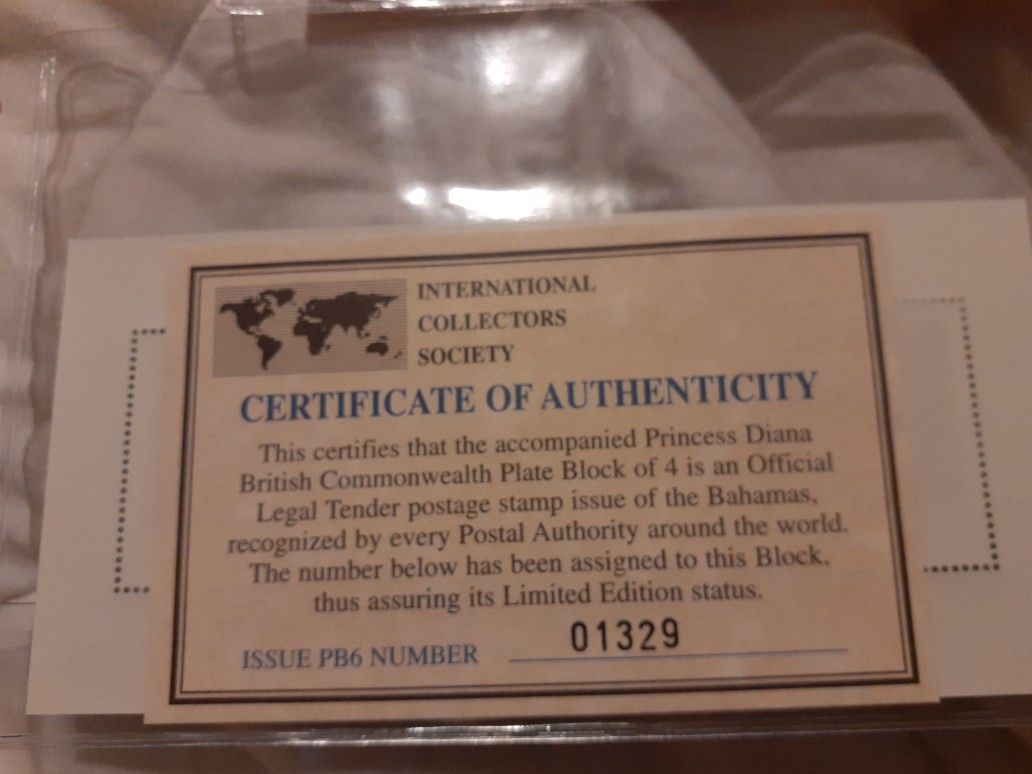 INTERNATIONAL
COLLECTORS
SOCIETY
CERTIFICATE OF AUTHENTICITY
This certifies that the accompanied Princess Diana
British Commonwealth Plate Block of 4 is an Official
Legal Tender postage stamp issue of the Bahamas,
recognized by every Postal Authority around the world.
The number below has been assigned to this Block,
thus assuring its Limited Edition status.
ISSUE PB6 NUMBER 01329